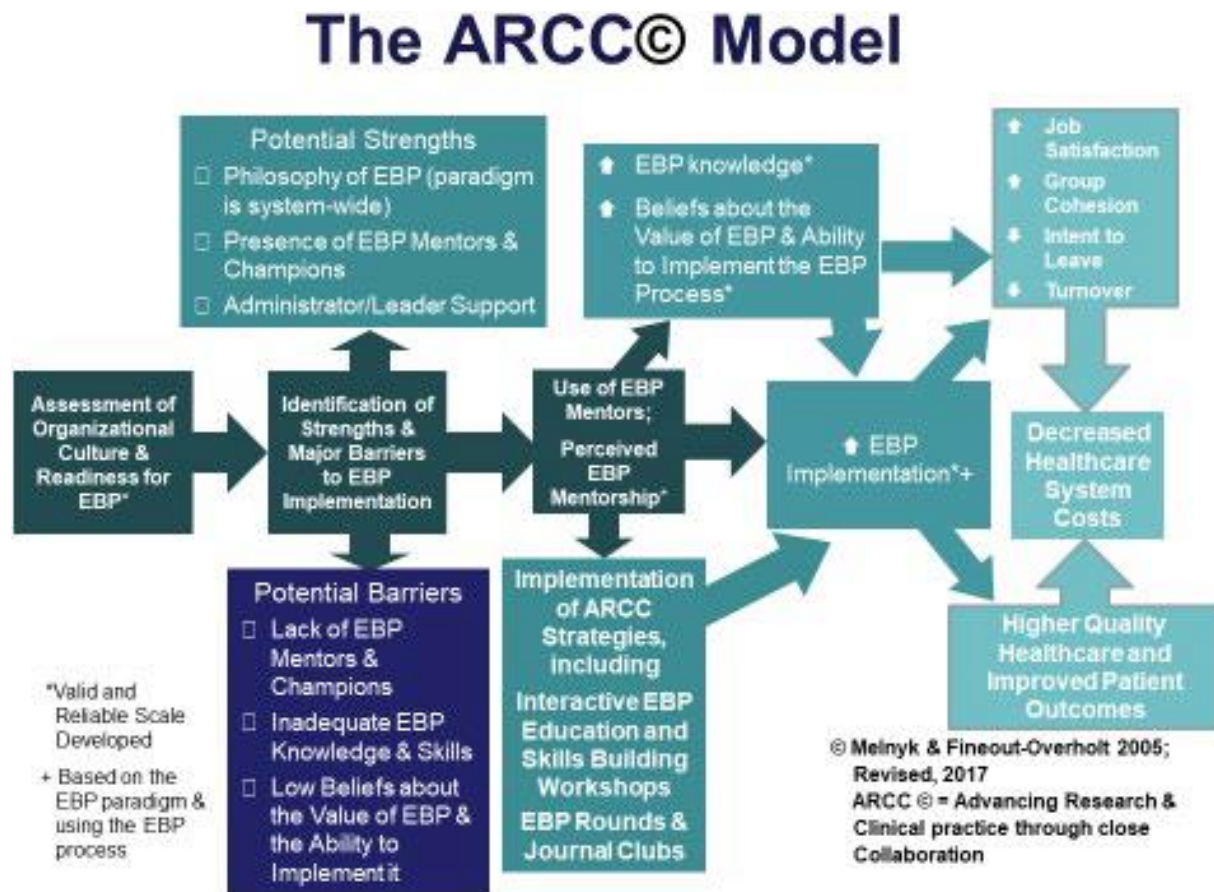 The ARCC© Model
Potential Strengths
Philosophy of EBP (paradigm
is system-wide)
Presence of EBP Mentors &
Champions
Administrator/Leader Support
EBP knowledge*
Beliefs about the
Value of EBP & Ability
to Implement the EBP
Process*
Job
Satisfaction
Group
Cohesion
Intent to
Leave
Turnover
Assessment of
Organizational
Culture &
Readiness for
EBP*
Identification of
Strengths &
Major Barriers
to EBP
Implementation
Use of EBP
Mentors;
Perceived
EBP
Mentorship*
EBP
Implementation*+
Decreased
Healthcare
System
Costs
Potential Barriers
Lack of EBP
Mentors &
Champions
Inadequate EBP
Knowledge & Skills
Low Beliefs about
the Value of EBP &
the Ability to
Implement it
Implementation
of ARCC
Strategies,
including
Interactive EBP
Education and
Skills Building
Workshops
EBP Rounds &
Journal Clubs
Higher Quality
Healthcare and
Improved Patient
Outcomes
*Valid and
Reliable Scale
Developed
+ Based on the
EBP paradigm &
using the EBP
process
© Melnyk & Fineout-Overholt 2005;
Revised, 2017
ARCC © = Advancing Research &
Clinical practice through close
Collaboration